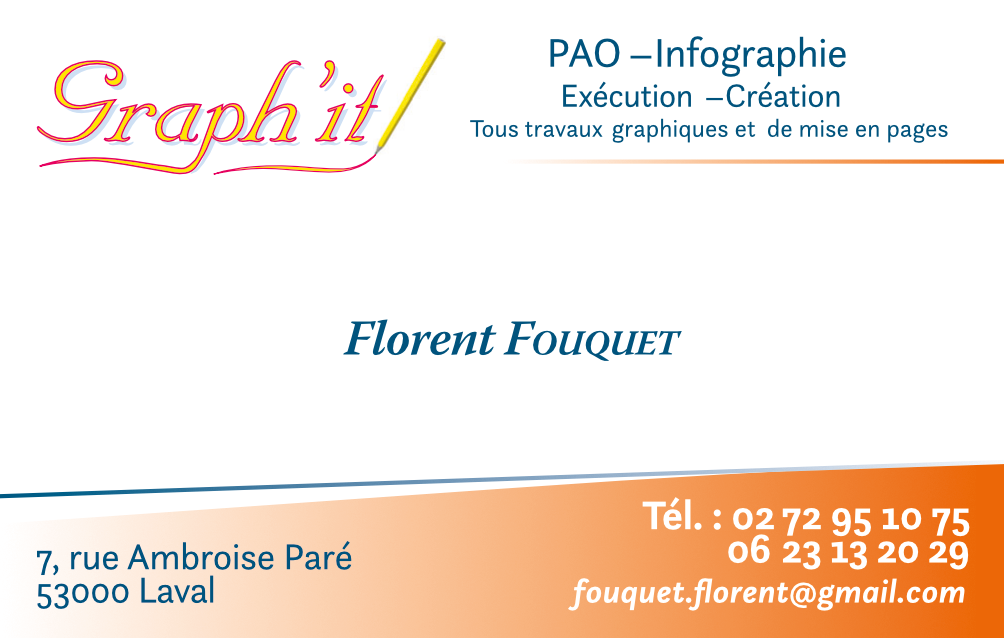 Graph'it
PAO –Infographie
Exécution –Création
Tous travaux graphiques et de mise en pages
Florent FOUQUET
7, rue Ambroise Paré
53000 Laval
Tél. : 02 72 95 10 75
06 23 13 20 29
fouquet.florent@gmail.com